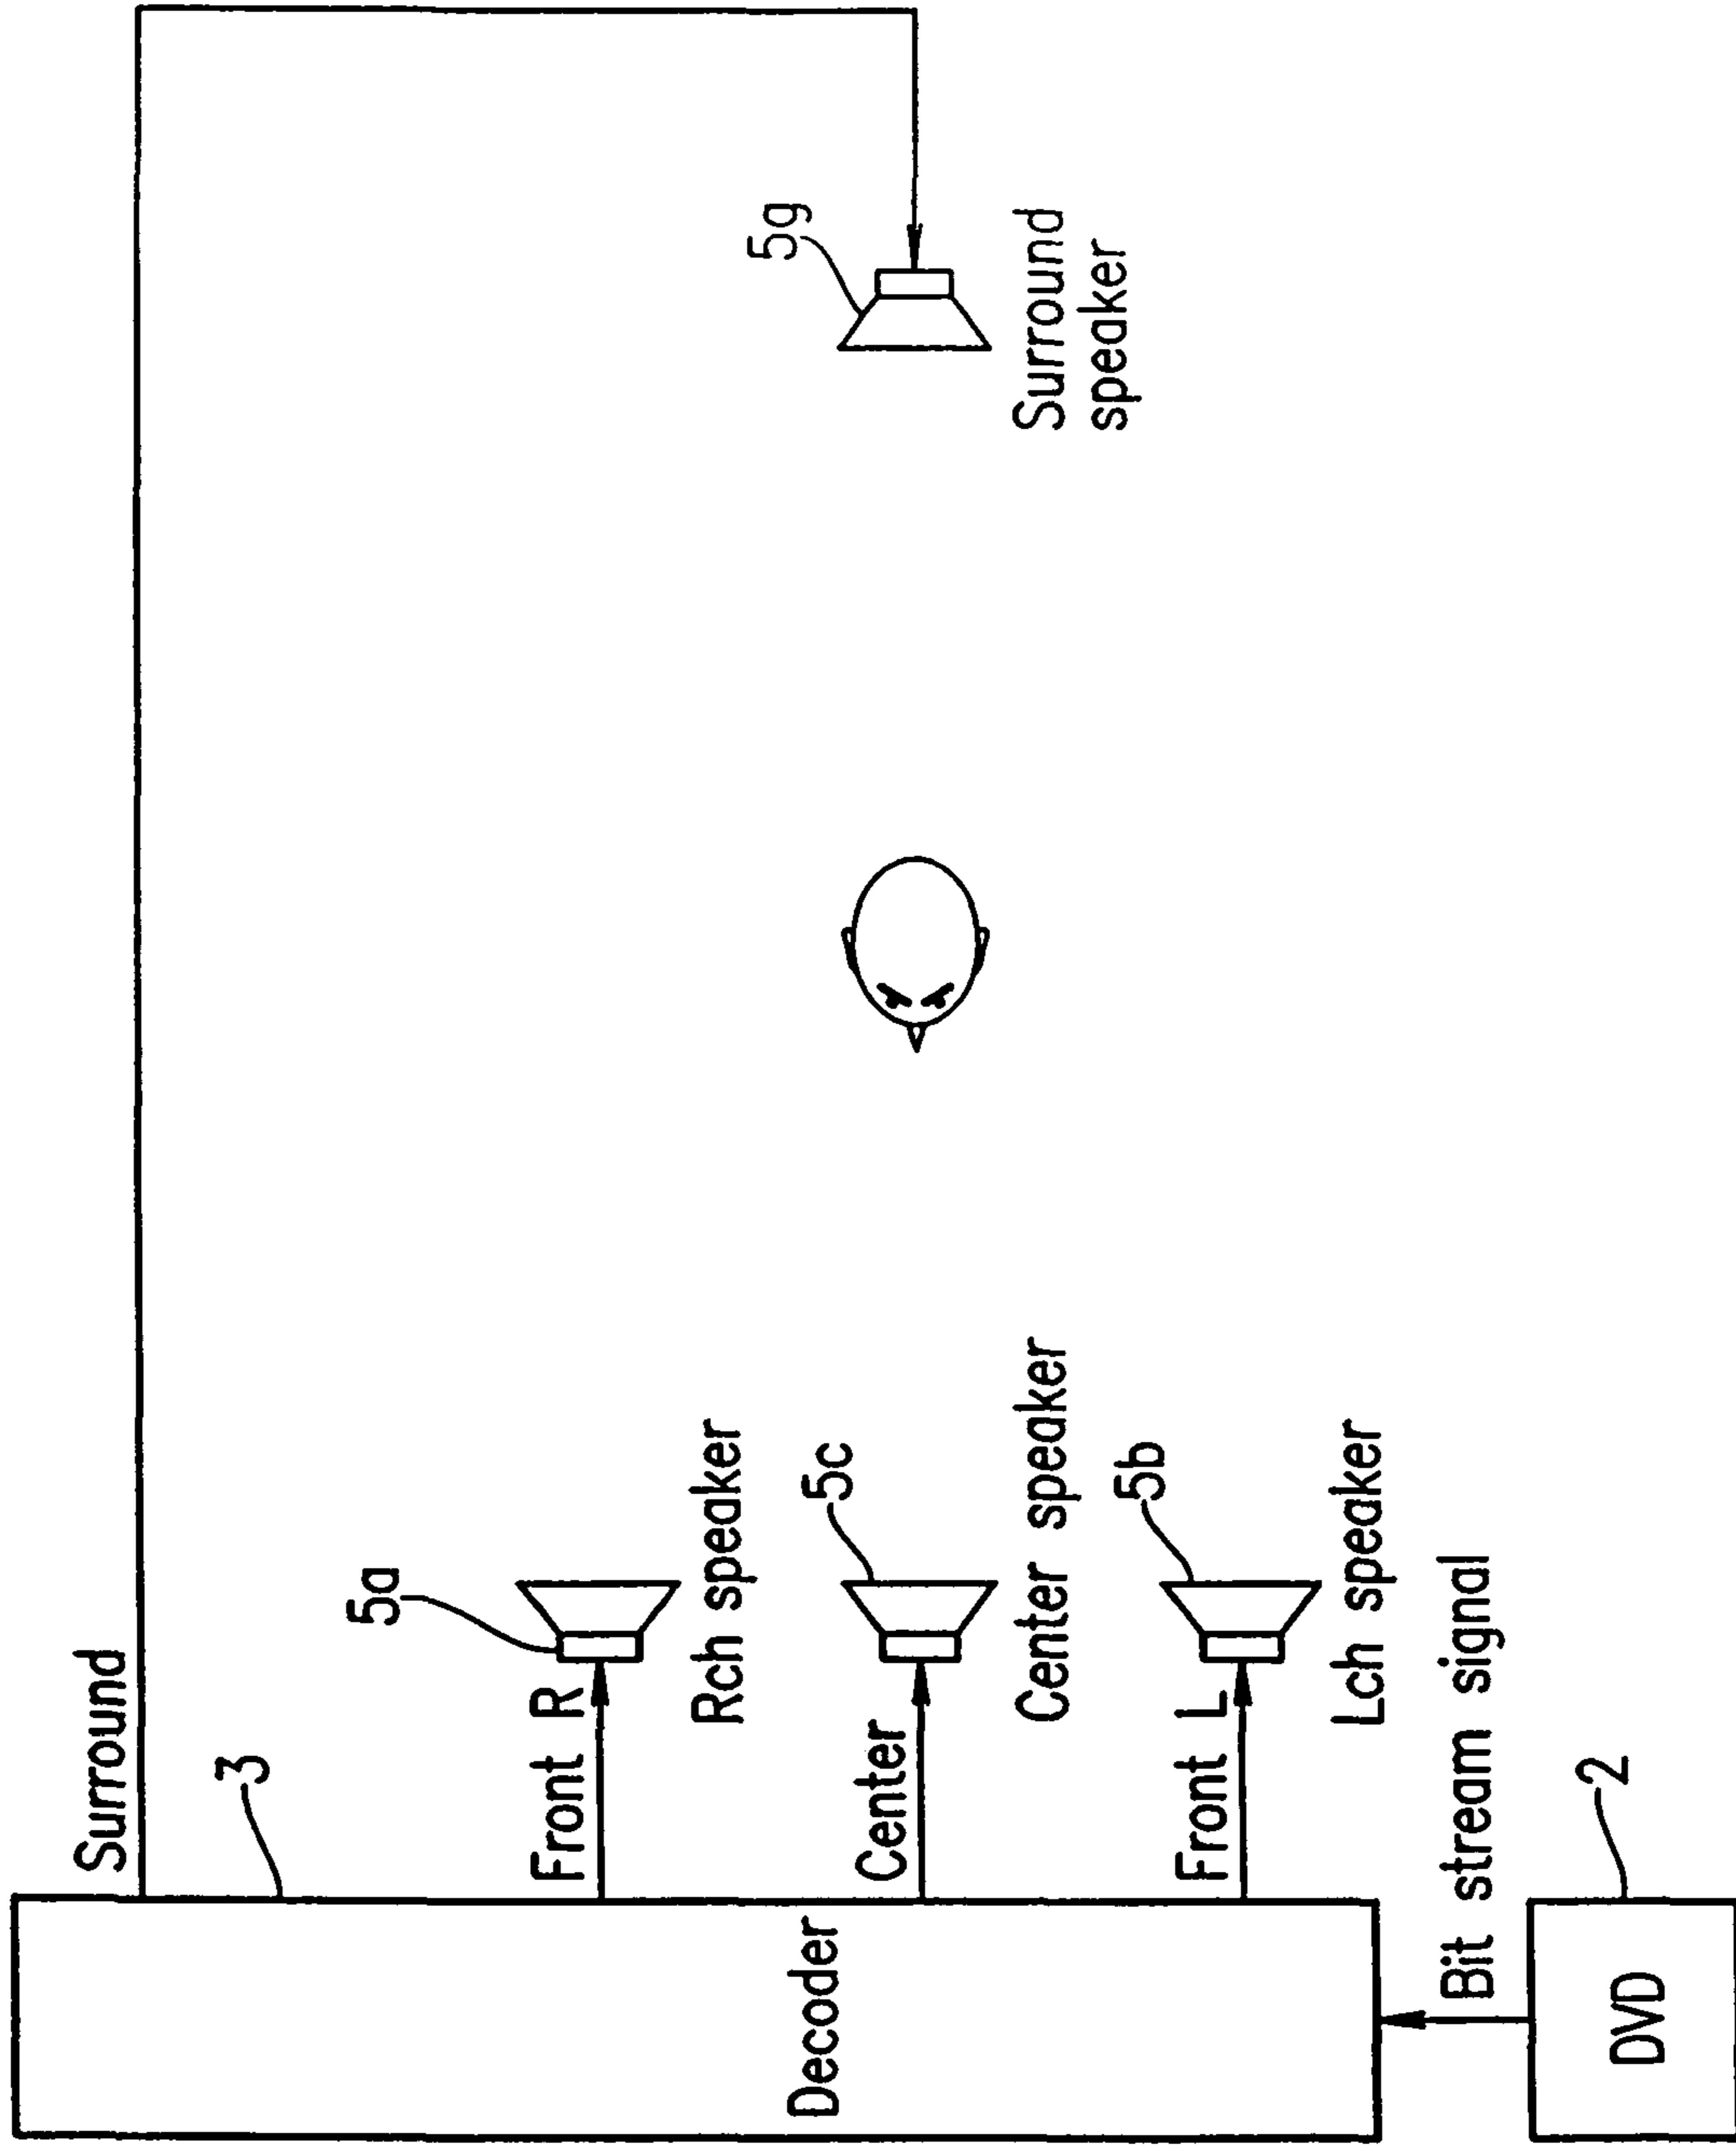 Surround
3
5a
Front R
Rch speaker
5g
Decoder
5c
Center
Center speaker
Surround
speaker
5b
Front L
Lch speaker
Bit stream signal
2
DVD